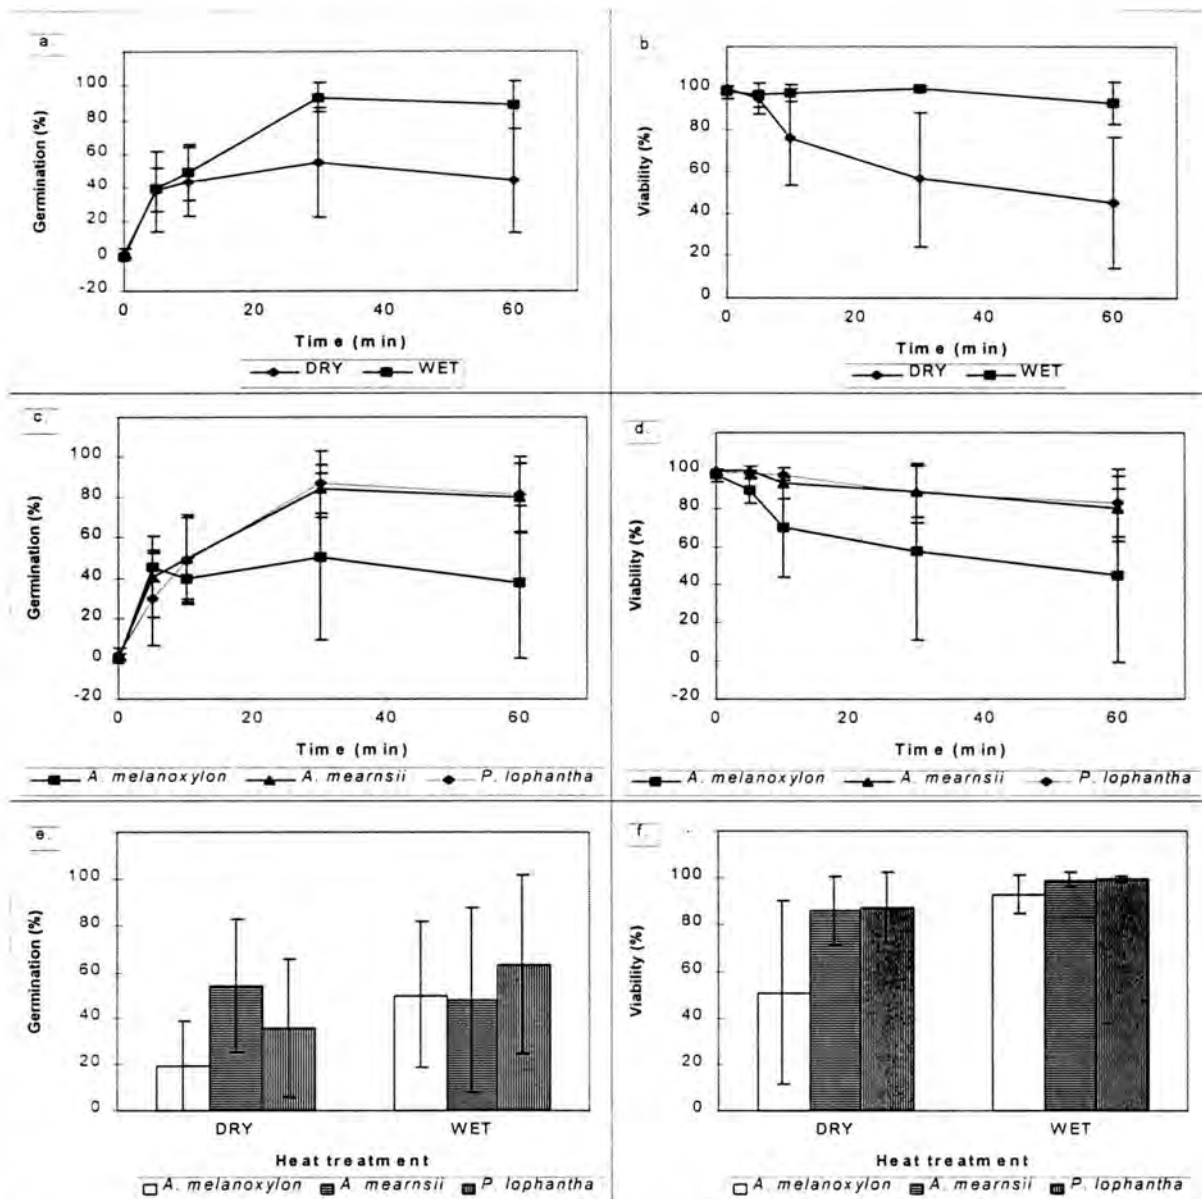 a.
Germination (%)
100
80
60
40
20
0
-20
0 20 40 60
Time (min)
DRY WET
b.
Viability (%)
100
80
60
40
20
0
0 20 40 60
Time (min)
DRY WET
c.
Germination (%)
100
80
60
40
20
0
-20
0 20 40 60
Time (min)
A. melanoxylon A. mearnsii P. lophantha
d.
Viability (%)
100
80
60
40
20
0
-20
0 20 40 60
Time (min)
A. melanoxylon A. mearnsii P. lophantha
e.
Germination (%)
100
80
60
40
20
0
DRY WET
Heat treatment
A. melanoxylon A. mearnsii P. lophantha
f.
Viability (%)
100
80
60
40
20
0
DRY WET
Heat treatment
A. melanoxylon A. mearnsii P. lophantha